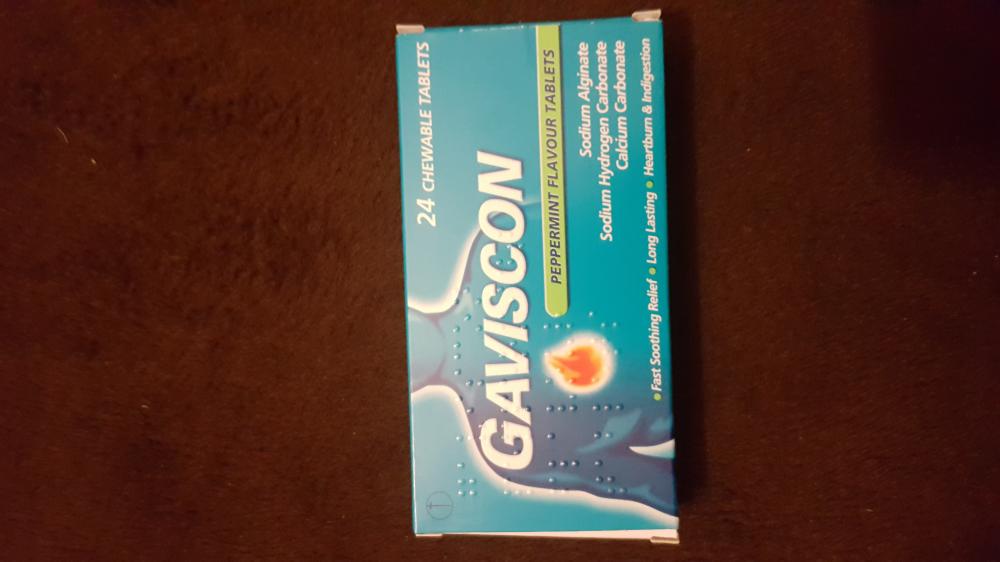 24 CHEWABLE TABLETS
GAVISCON
PEPPERMINT FLAVOUR TABLETS
Sodium Alginate
Sodium Hydrogen Carbonate
Calcium Carbonate
• Fast Soothing Relief • Long Lasting • Heartburn & Indigestion